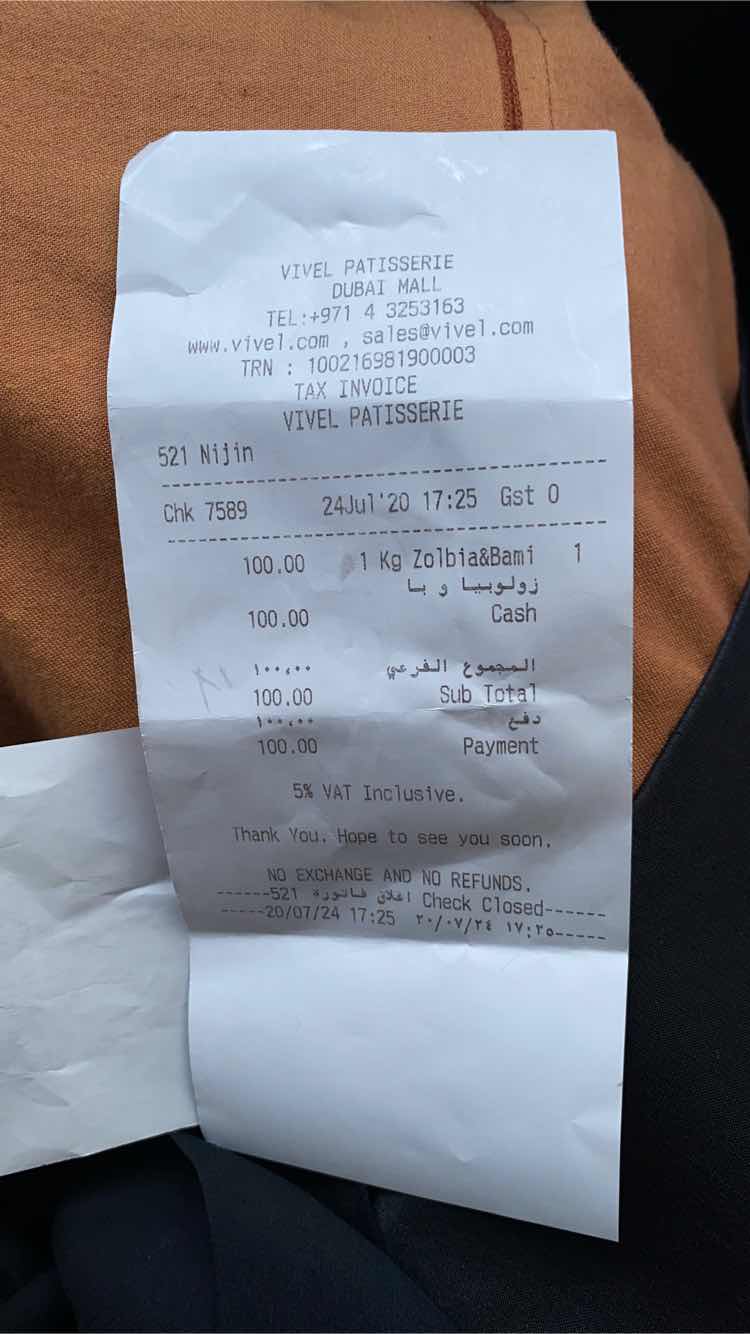 VIVEL PATISSERIE
DUBAI MALL
TEL:+971 4 3253163
www.vivel.com , sales@vivel.com
TRN : 100216981900003
TAX INVOICE
VIVEL PATISSERIE
521 Nijin
Chk 7589 24Jul'20 17:25 Gst 0
100.00 1 Kg Zolbia&Bami 1
زولوبيا و با
100.00 Cash
١٠٠،٠٠ المجموع الفرعي
100.00 Sub Total
١٠٠،٠٠ دفع
100.00 Payment
5% VAT Inclusive.
Thank You. Hope to see you soon.
NO EXCHANGE AND NO REFUNDS.
------521 اغلاق فاتورة Check Closed------
-----20/07/24 17:25 ٢٠/٠٧/٢٤ ١٧:٢٥-----